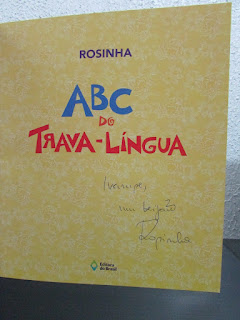 ROSINHA
ABC
DO
TRAVA-LÍNGUA
um beijão
Rosinha
Editora
do Brasil